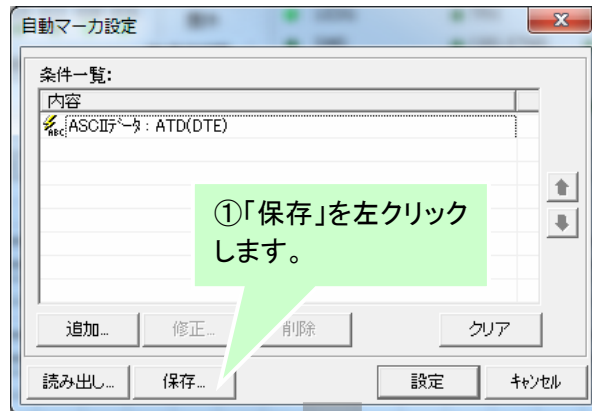 自動マーカ設定
条件一覧:
内容
ABC ASCIIデータ : ATD(DTE)
①「保存」を左クリック
します。
追加... 修正... 削除 クリア
読み出し... 保存... 設定 キャンセル